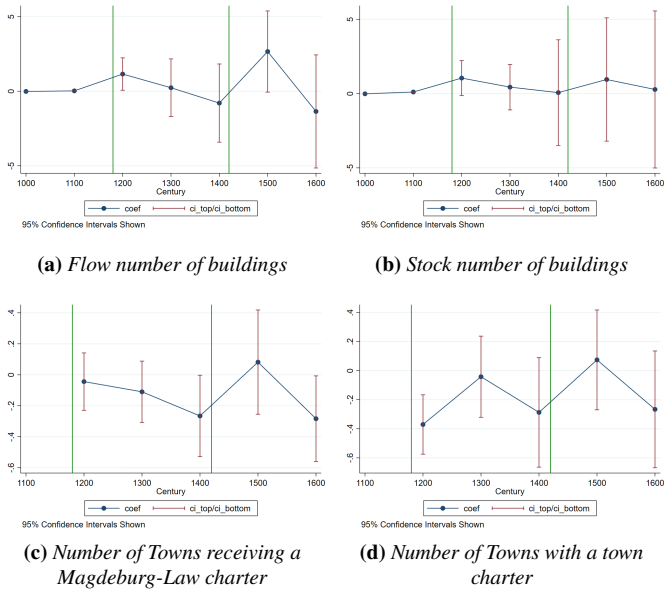 5
0
-5
1000 1100 1200 1300 1400 1500 1600
Century
coef ci_top/ci_bottom
95% Confidence Intervals Shown
(a) Flow number of buildings
5
0
-5
1000 1100 1200 1300 1400 1500 1600
Century
coef ci_top/ci_bottom
95% Confidence Intervals Shown
(b) Stock number of buildings
.4
.2
0
-.2
-.4
-.6
1100 1200 1300 1400 1500 1600
Century
coef ci_top/ci_bottom
95% Confidence Intervals Shown
(c) Number of Towns receiving a
Magdeburg-Law charter
.4
.2
0
-.2
-.4
-.6
1100 1200 1300 1400 1500 1600
Century
coef ci_top/ci_bottom
95% Confidence Intervals Shown
(d) Number of Towns with a town
charter